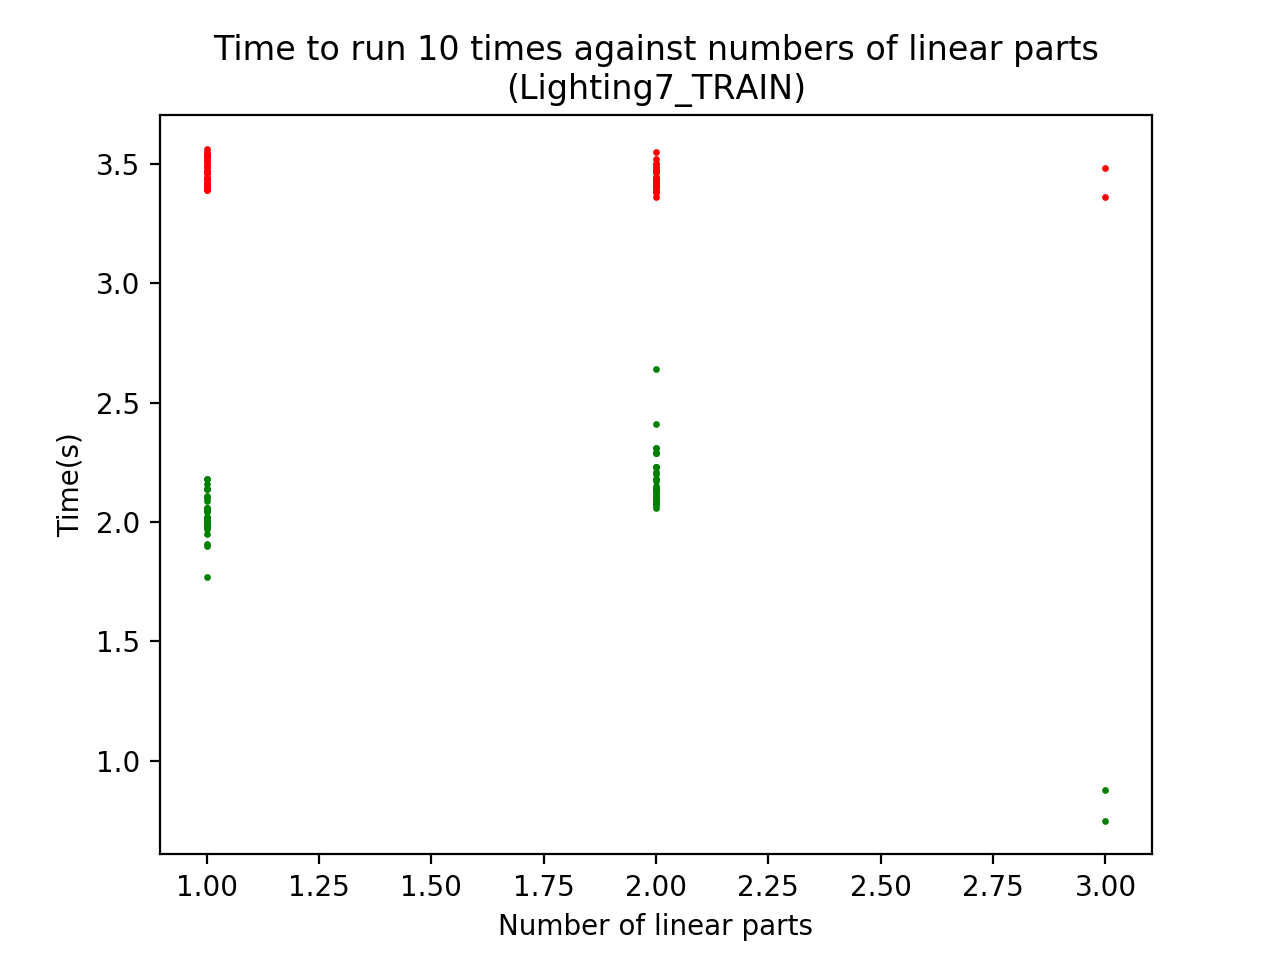 Time to run 10 times against numbers of linear parts
(Lighting7_TRAIN)
3.5
3.0
2.5
2.0
1.5
1.0
Time(s)
1.00 1.25 1.50 1.75 2.00 2.25 2.50 2.75 3.00
Number of linear parts